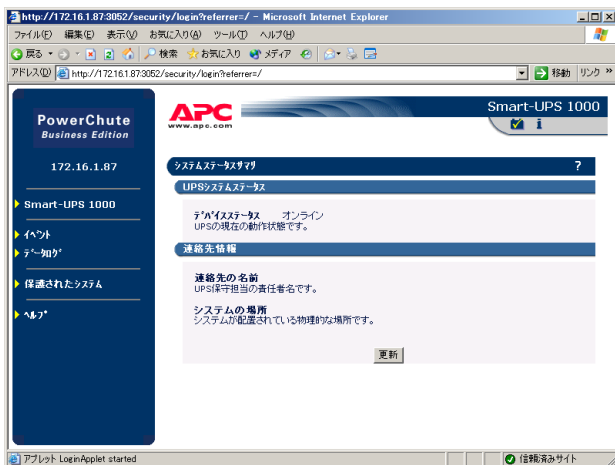 http://172.16.1.87:3052/security/login?referrer=/ - Microsoft Internet Explorer
ファイル(F) 編集(E) 表示(V) お気に入り(A) ツール(T) ヘルプ(H)
戻る 検索 お気に入り メディア
アドレス(D) http://172.16.1.87:3052/security/login?referrer=/ 移動 リンク »
PowerChute
Business Edition
172.16.1.87
Smart-UPS 1000
イベント
データログ
保護されたシステム
ヘルプ
APC
www.apc.com
Smart-UPS 1000
i
システムステータスサマリ ?
UPSシステムステータス
デバイスステータス オンライン
UPSの現在の動作状態です。
連絡先情報
連絡先の名前
UPS保守担当の責任者名です。
システムの場所
システムが配置されている物理的な場所です。
更新
アプレット LoginApplet started 信頼済みサイト